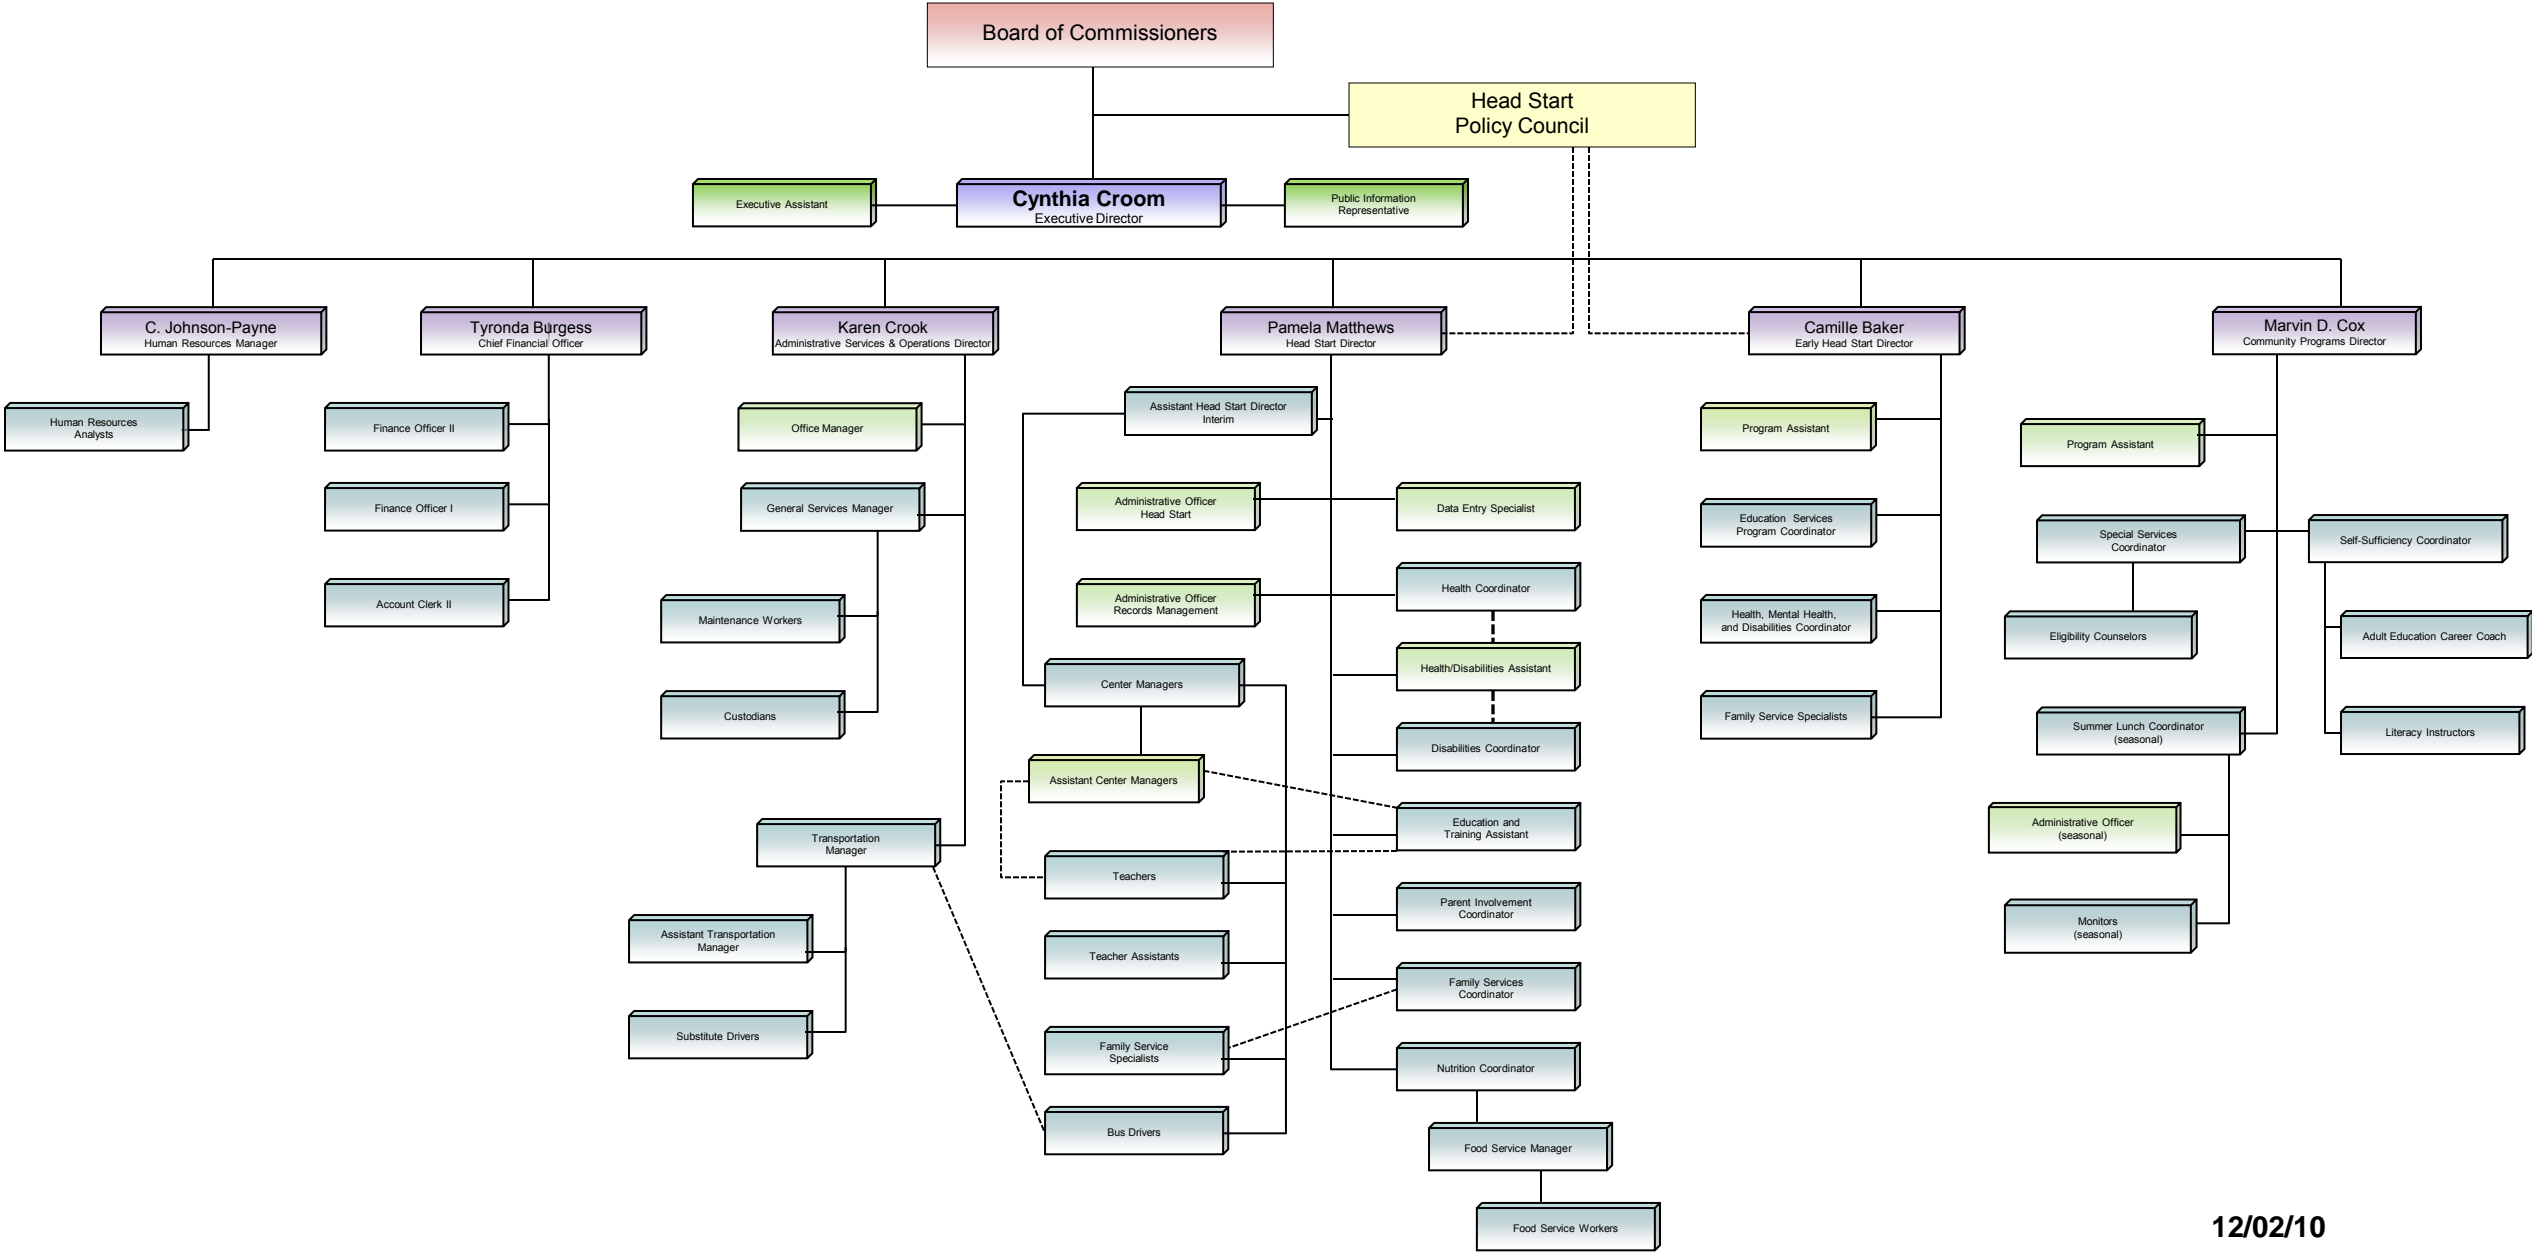 Board of Commissioners
Head Start
Policy Council
Executive Assistant
Cynthia Croom
Executive Director
Public Information
Representative
C. Johnson-Payne
Human Resources Manager
Tyronda Burgess
Chief Financial Officer
Karen Crook
Administrative Services & Operations Director
Pamela Matthews
Head Start Director
Camille Baker
Early Head Start Director
Marvin D. Cox
Community Programs Director
Human Resources
Analysts
Finance Officer II
Finance Officer I
Account Clerk II
Office Manager
General Services Manager
Maintenance Workers
Custodians
Transportation
Manager
Assistant Transportation
Manager
Substitute Drivers
Assistant Head Start Director
Interim
Administrative Officer
Head Start
Administrative Officer
Records Management
Center Managers
Assistant Center Managers
Teachers
Teacher Assistants
Family Service
Specialists
Bus Drivers
Data Entry Specialist
Health Coordinator
Health/Disabilities Assistant
Disabilities Coordinator
Education and
Training Assistant
Parent Involvement
Coordinator
Family Services
Coordinator
Nutrition Coordinator
Food Service Manager
Food Service Workers
Program Assistant
Education Services
Program Coordinator
Health, Mental Health,
and Disabilities Coordinator
Family Service Specialists
Program Assistant
Special Services
Coordinator
Self-Sufficiency Coordinator
Eligibility Counselors
Adult Education Career Coach
Summer Lunch Coordinator
(seasonal)
Literacy Instructors
Administrative Officer
(seasonal)
Monitors
(seasonal)
12/02/10